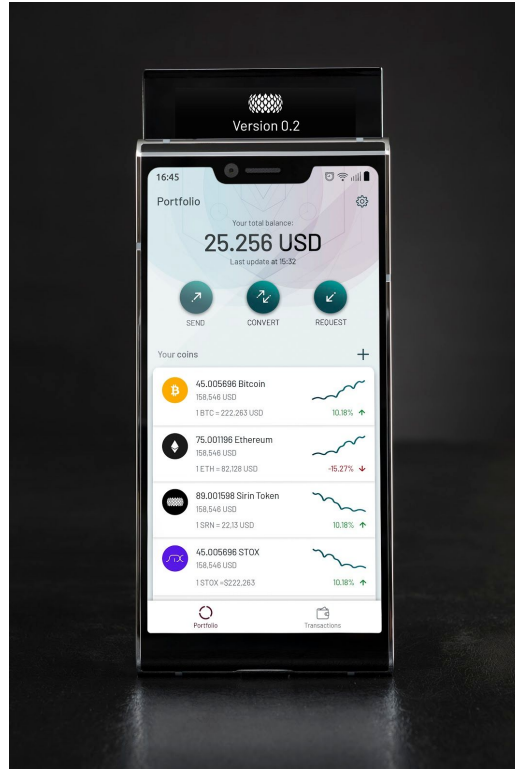 Version 0.2
16:45
Portfolio
Your total balance:
25.256 USD
Last update at 15:32
SEND CONVERT REQUEST
Your coins
45.005696 Bitcoin
158,546 USD
1 BTC = 222,263 USD 10.18%
75.001196 Ethereum
158,546 USD
1 ETH = 82,128 USD -15.27%
89.001598 Sirin Token
158,546 USD
1 SRN = 22,13 USD 10.18%
45.005696 STOX
158,546 USD
1 STOX =$222,263 10.18%
Portfolio Transactions